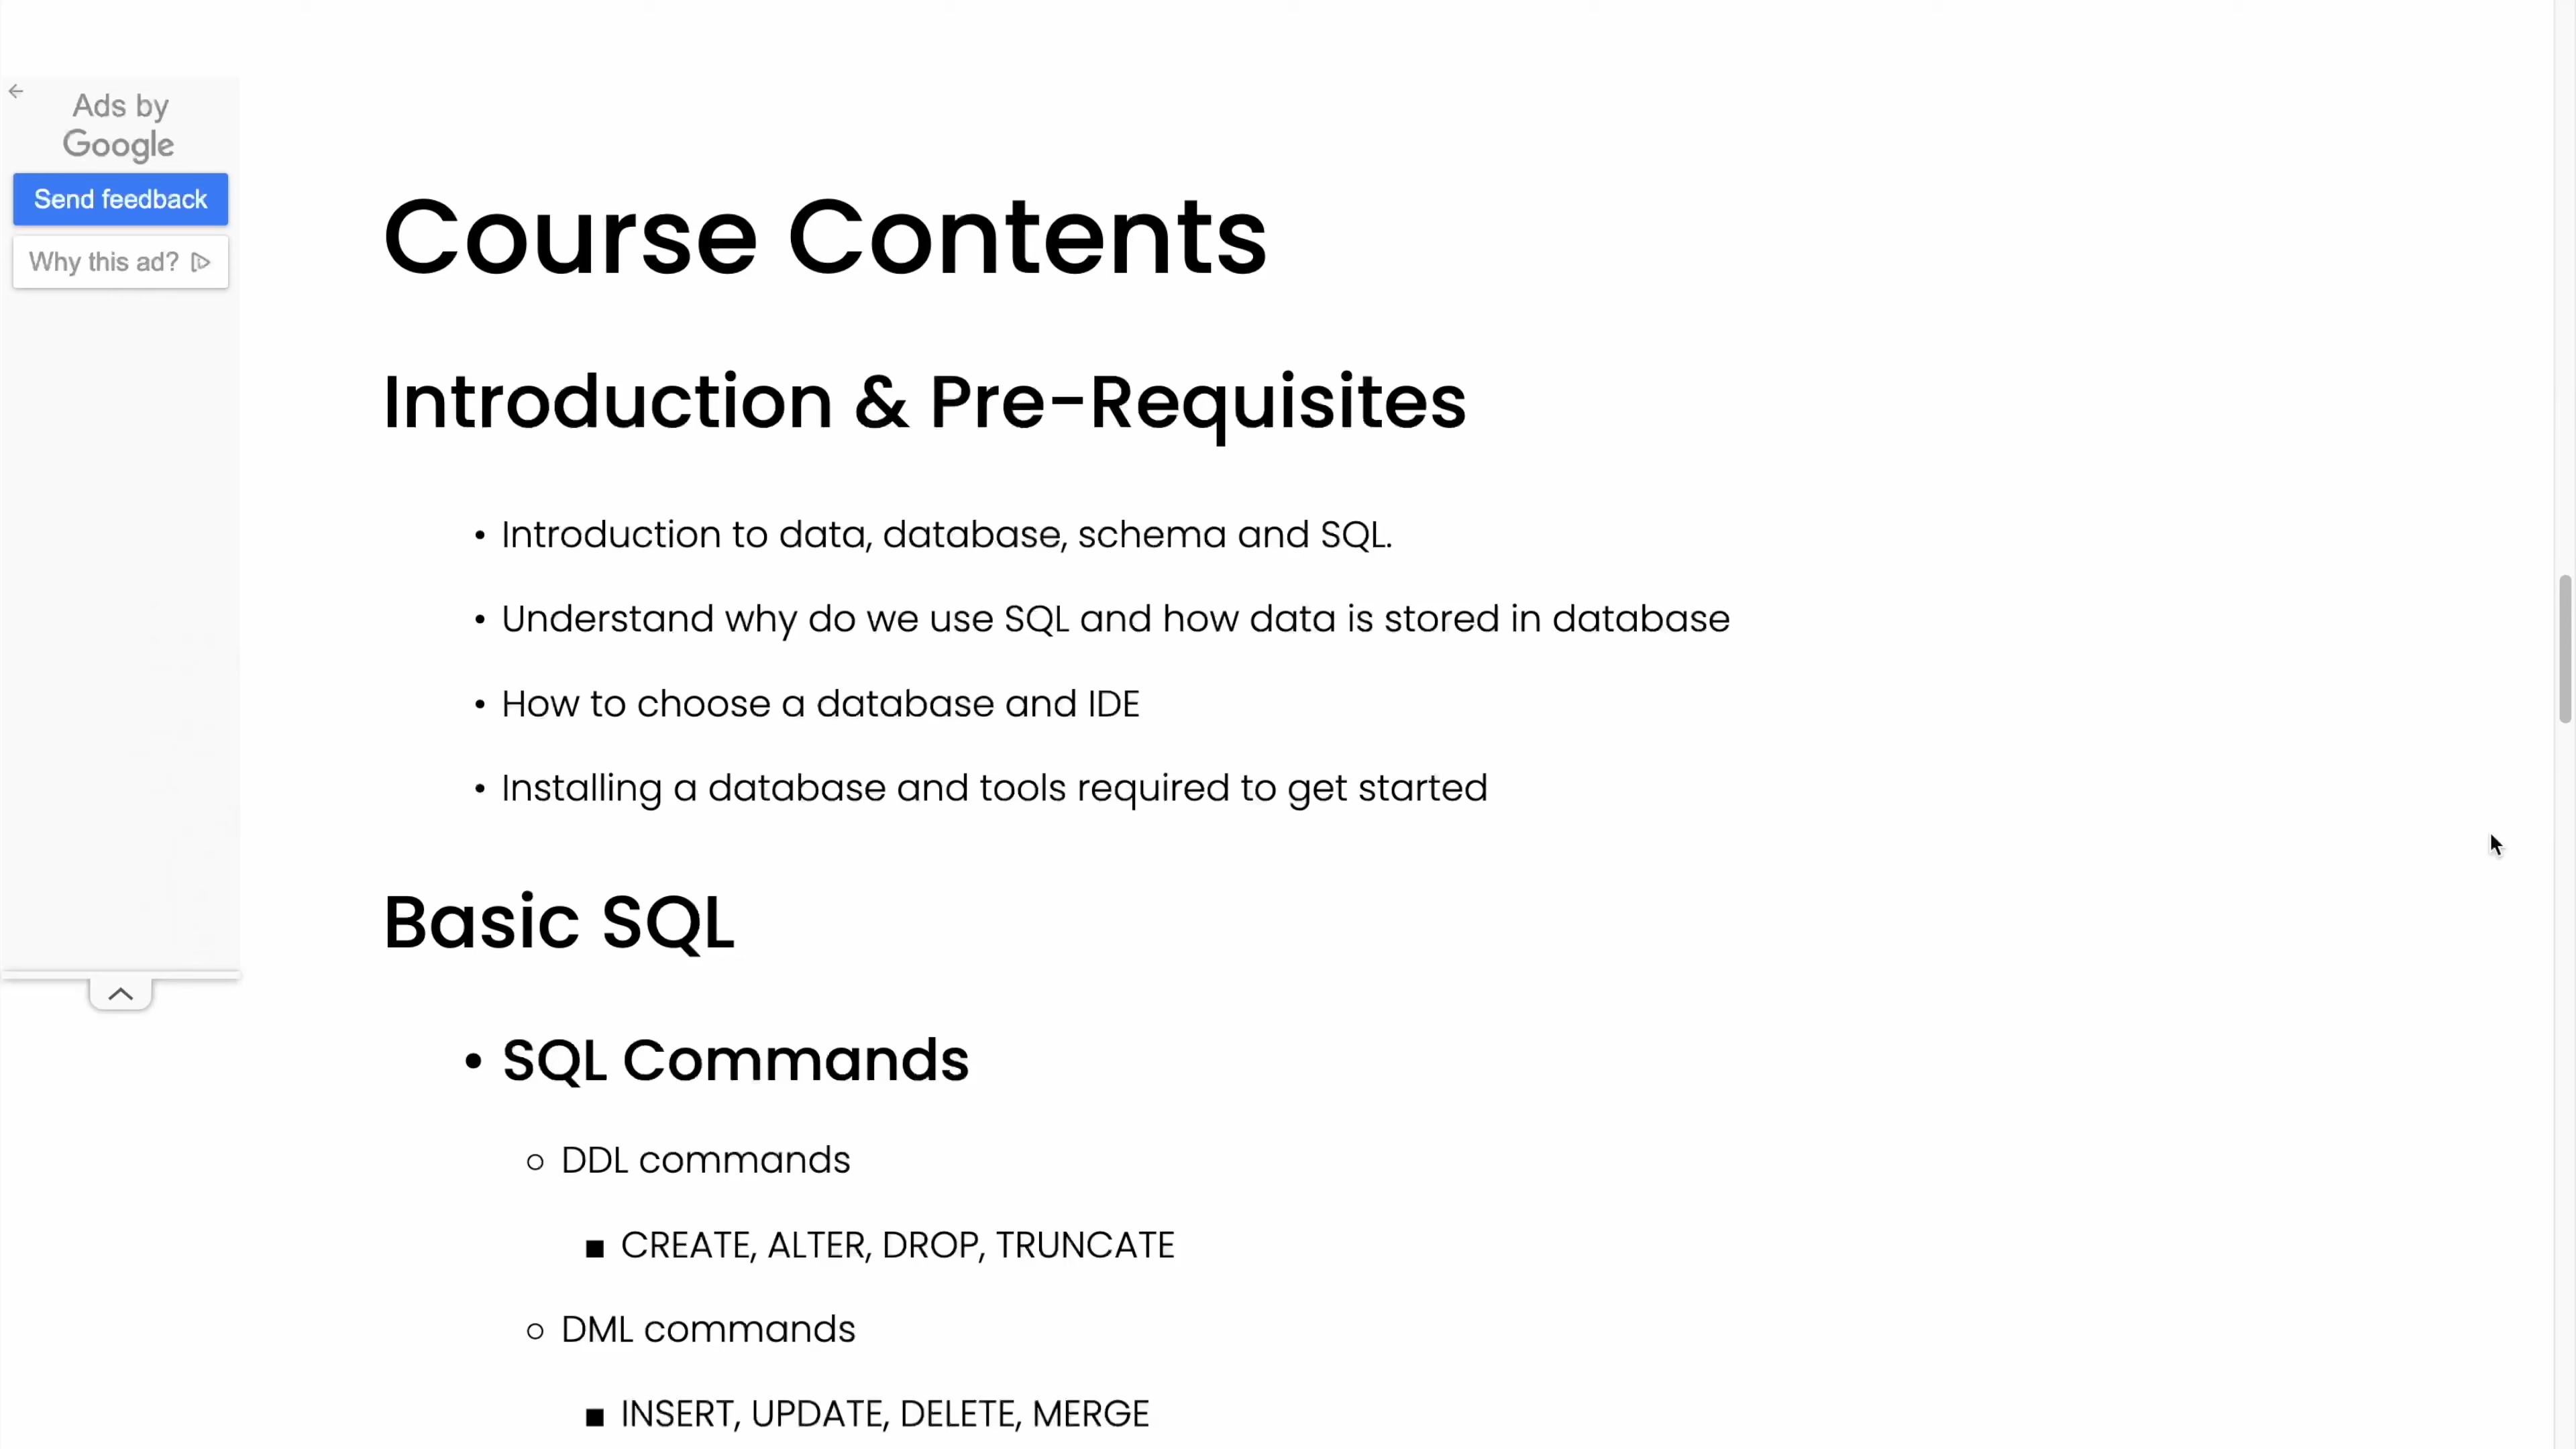 Ads by
Google
Send feedback
Why this ad?
Course Contents
Introduction & Pre-Requisites
• Introduction to data, database, schema and SQL.
• Understand why do we use SQL and how data is stored in database
• How to choose a database and IDE
• Installing a database and tools required to get started
Basic SQL
• SQL Commands
○ DDL commands
■ CREATE, ALTER, DROP, TRUNCATE
○ DML commands
■ INSERT, UPDATE, DELETE, MERGE